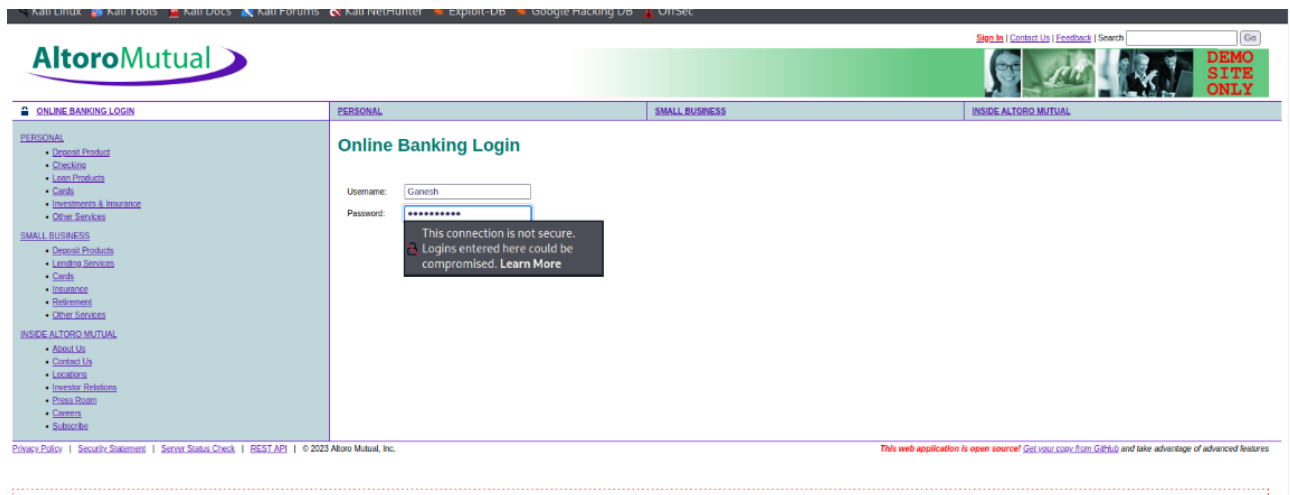 Kali Linux Kali Tools Kali Docs Kali Forums Kali NetHunter Exploit-DB Google Hacking DB OffSec
Sign In | Contact Us | Feedback | Search Go
AltoroMutual
DEMO
SITE
ONLY
ONLINE BANKING LOGIN PERSONAL SMALL BUSINESS INSIDE ALTORO MUTUAL
PERSONAL
• Deposit Product
• Checking
• Loan Products
• Cards
• Investments & Insurance
• Other Services
SMALL BUSINESS
• Deposit Products
• Lending Services
• Cards
• Insurance
• Retirement
• Other Services
INSIDE ALTORO MUTUAL
• About Us
• Contact Us
• Locations
• Investor Relations
• Press Room
• Careers
• Subscribe
Online Banking Login
Username: Ganesh
Password: ••••••••••
This connection is not secure.
Logins entered here could be
compromised. Learn More
Privacy Policy | Security Statement | Server Status Check | REST API | © 2023 Altoro Mutual, Inc.
This web application is open source! Get your copy from GitHub and take advantage of advanced features